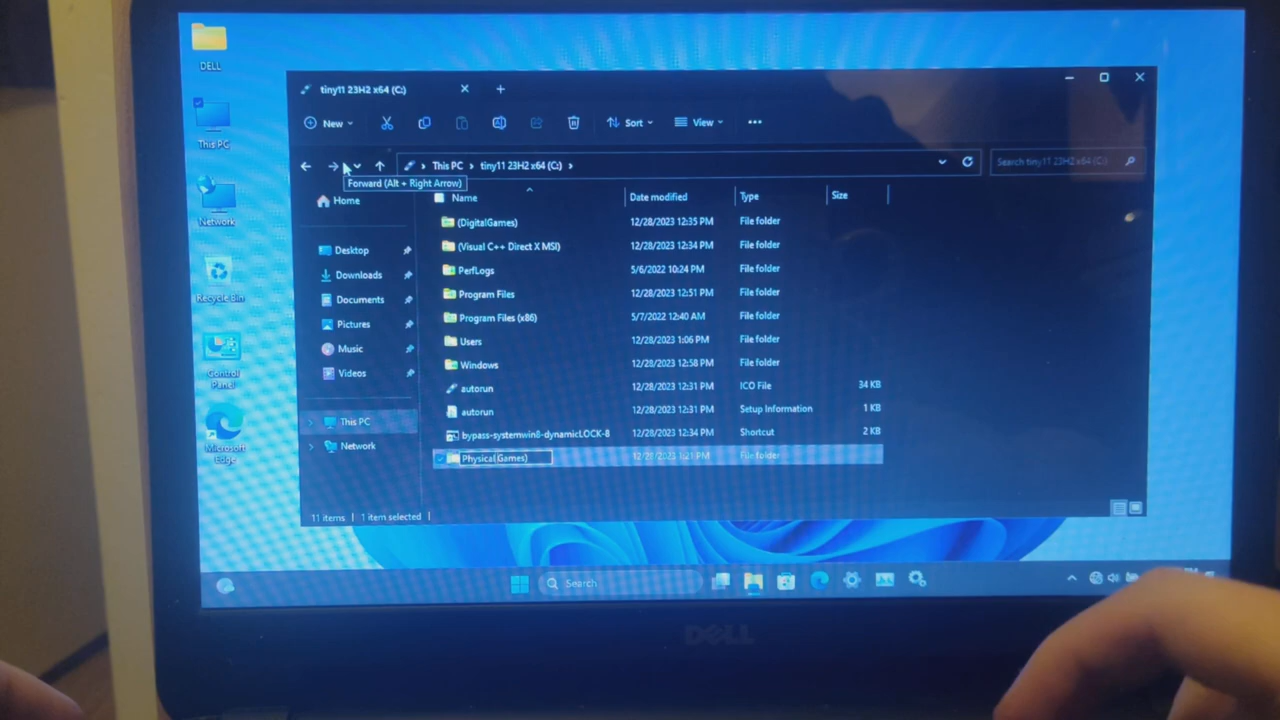 DELL
This PC
Network
Recycle Bin
Control Panel
Microsoft Edge
tiny11 23H2 x64 (C:)
New
Sort
View
This PC
tiny11 23H2 x64 (C:)
Search tiny11 23H2 x64 (C:)
Forward (Alt + Right Arrow)
Home
Desktop
Downloads
Documents
Pictures
Music
Videos
This PC
Network
Name Date modified Type Size
(DigitalGames) 12/28/2023 12:35 PM File folder
(Visual C++ Direct X MSI) 12/28/2023 12:34 PM File folder
PerfLogs 5/6/2022 10:24 PM File folder
Program Files 12/28/2023 12:51 PM File folder
Program Files (x86) 5/7/2022 12:40 AM File folder
Users 12/28/2023 1:06 PM File folder
Windows 12/28/2023 12:58 PM File folder
autorun 12/28/2023 12:31 PM ICO File 34 KB
autorun 12/28/2023 12:31 PM Setup Information 1 KB
bypass-systemwin8-dynamicLOCK-8 12/28/2023 12:34 PM Shortcut 2 KB
Physical(Games) 12/28/2023 1:21 PM File folder
11 items 1 item selected
Search
DELL